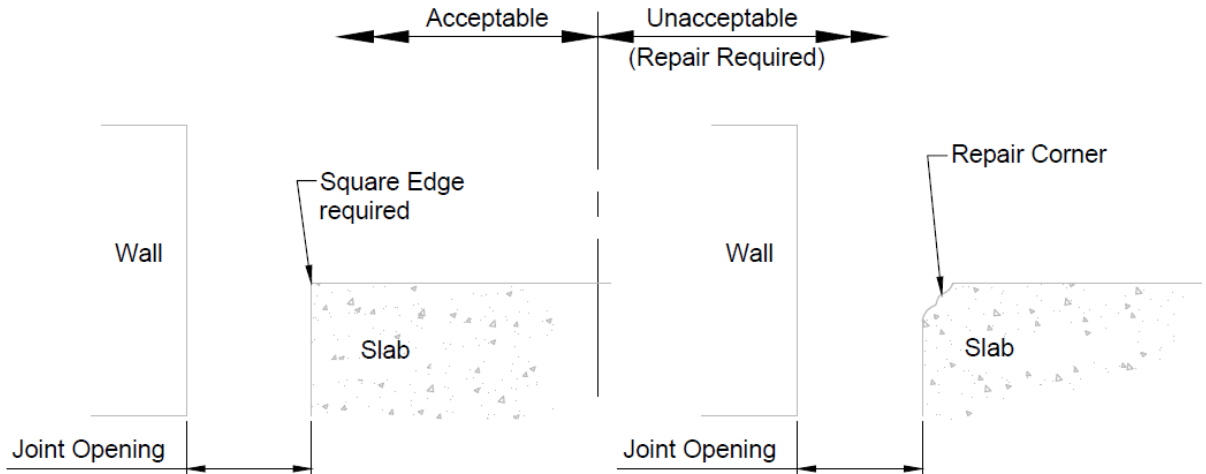 Acceptable
Unacceptable
(Repair Required)
Square Edge
required
Repair Corner
Wall
Wall
Slab
Slab
Joint Opening
Joint Opening